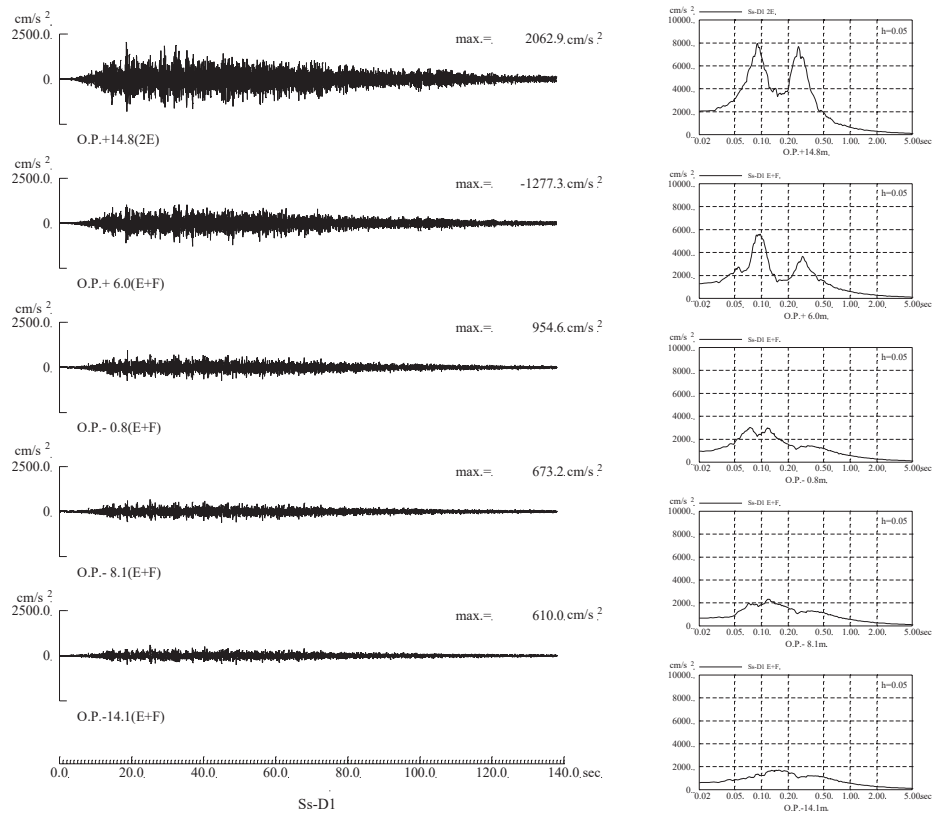 cm/s 2.
2500.0.
max.=. 2062.9.cm/s.2
0.
O.P.+14.8(2E)
cm/s 2.
2500.0.
max.=. -1277.3.cm/s.2
0.
O.P.+ 6.0(E+F)
cm/s 2.
2500.0.
max.=. 954.6.cm/s.2
0.
O.P.- 0.8(E+F)
cm/s 2.
2500.0.
max.=. 673.2.cm/s 2
0.
O.P.- 8.1(E+F)
cm/s 2.
2500.0.
max.=. 610.0.cm/s 2
0.
O.P.-14.1(E+F)
0.0. 20.0. 40.0. 60.0. 80.0. 100.0. 120.0. 140.0.sec.
Ss-D1
cm/s 2. Ss-D1 2E.
10000..
h=0.05
8000..
6000..
4000..
2000..
0..
0.02 0.05. 0.10. 0.20. 0.50. 1.00. 2.00. 5.00.sec
O.P.+14.8m.
cm/s 2. Ss-D1 E+F.
10000..
h=0.05
8000..
6000..
4000..
2000..
0..
0.02 0.05. 0.10. 0.20. 0.50. 1.00. 2.00. 5.00.sec
O.P.+ 6.0m.
cm/s 2. Ss-D1 E+F.
10000..
h=0.05
8000..
6000..
4000..
2000..
0..
0.02 0.05. 0.10. 0.20. 0.50. 1.00. 2.00. 5.00.sec
O.P.- 0.8m.
cm/s 2. Ss-D1 E+F.
10000..
h=0.05
8000..
6000..
4000..
2000..
0..
0.02 0.05. 0.10. 0.20. 0.50. 1.00. 2.00. 5.00.sec
O.P.- 8.1m.
cm/s 2. Ss-D1 E+F.
10000..
h=0.05
8000..
6000..
4000..
2000..
0..
0.02 0.05. 0.10. 0.20. 0.50. 1.00. 2.00. 5.00.sec
O.P.-14.1m.